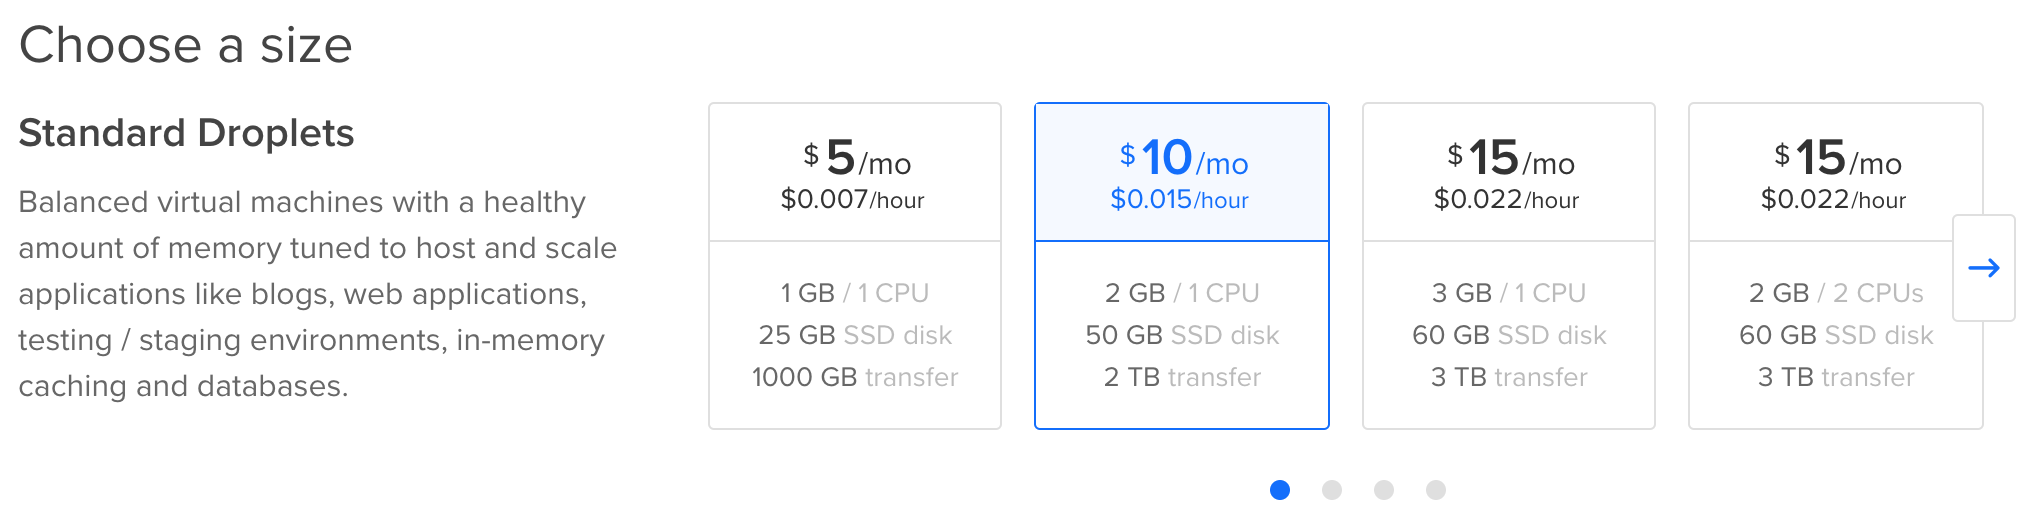 Choose a size
Standard Droplets
Balanced virtual machines with a healthy
amount of memory tuned to host and scale
applications like blogs, web applications,
testing / staging environments, in-memory
caching and databases.
$ 5/mo
$0.007/hour
1 GB / 1 CPU
25 GB SSD disk
1000 GB transfer
$ 10/mo
$0.015/hour
2 GB / 1 CPU
50 GB SSD disk
2 TB transfer
$ 15/mo
$0.022/hour
3 GB / 1 CPU
60 GB SSD disk
3 TB transfer
$ 15/mo
$0.022/hour
2 GB / 2 CPUs
60 GB SSD disk
3 TB transfer